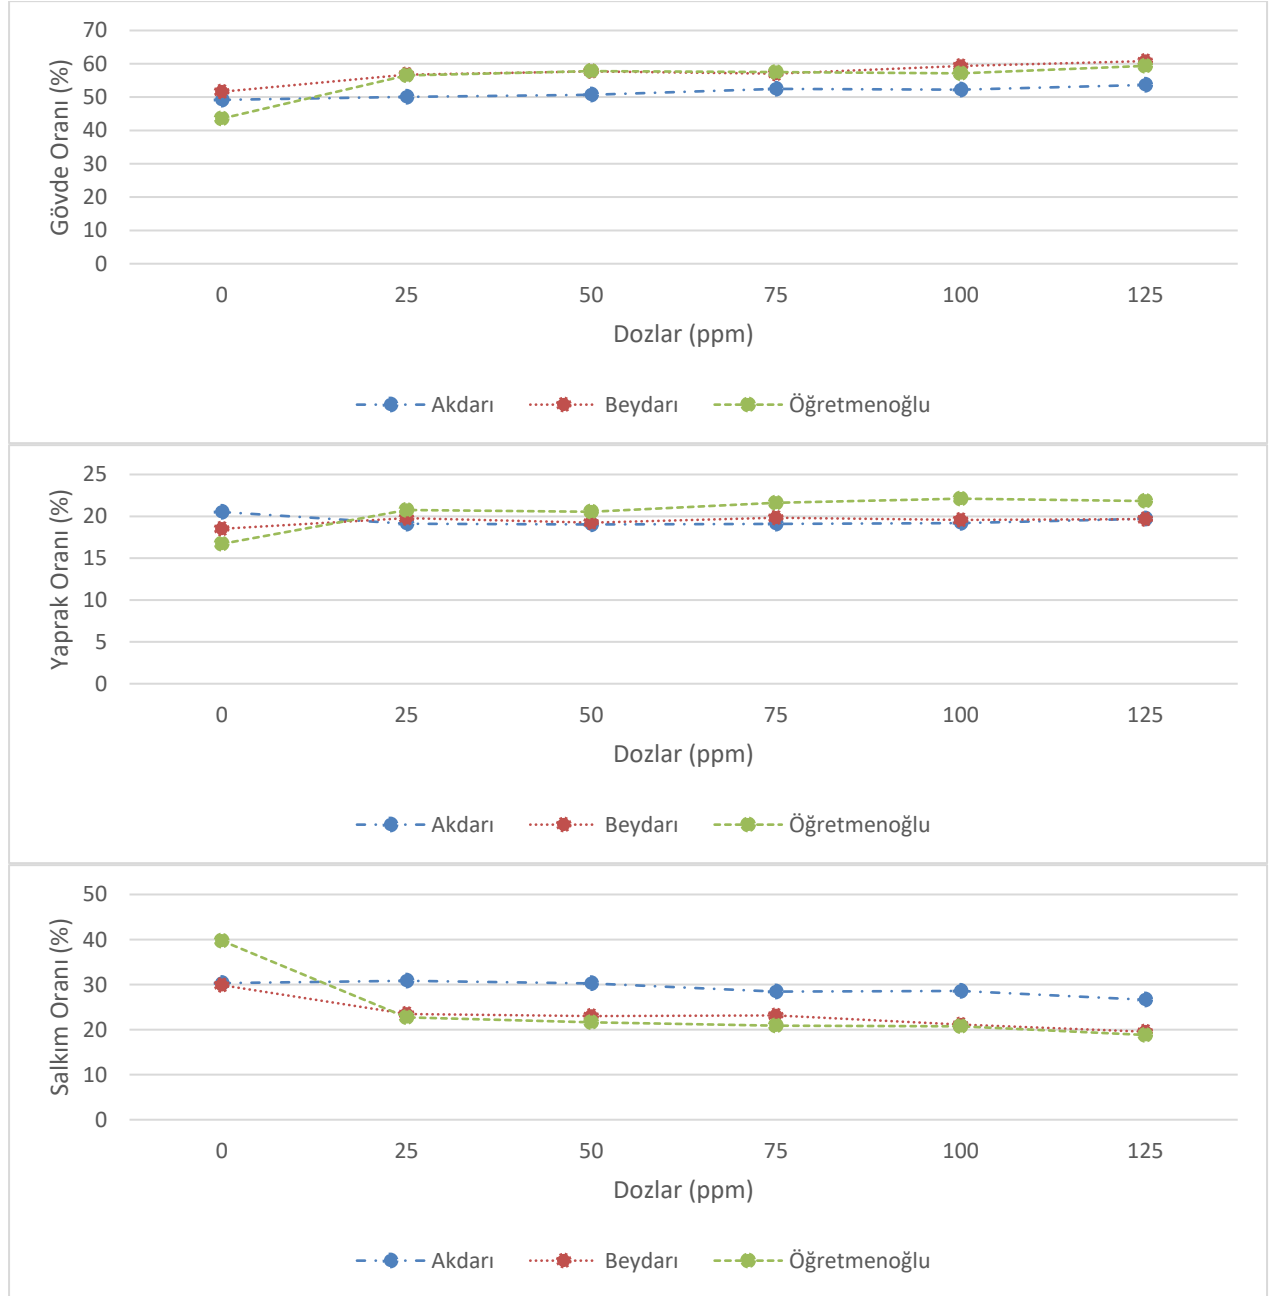 Gövde Oranı (%)
70
60
50
40
30
20
10
0
0 25 50 75 100 125
Dozlar (ppm)
Akdarı Beydarı Öğretmenoğlu
Yaprak Oranı (%)
25
20
15
10
5
0
0 25 50 75 100 125
Dozlar (ppm)
Akdarı Beydarı Öğretmenoğlu
Salkım Oranı (%)
50
40
30
20
10
0
0 25 50 75 100 125
Dozlar (ppm)
Akdarı Beydarı Öğretmenoğlu